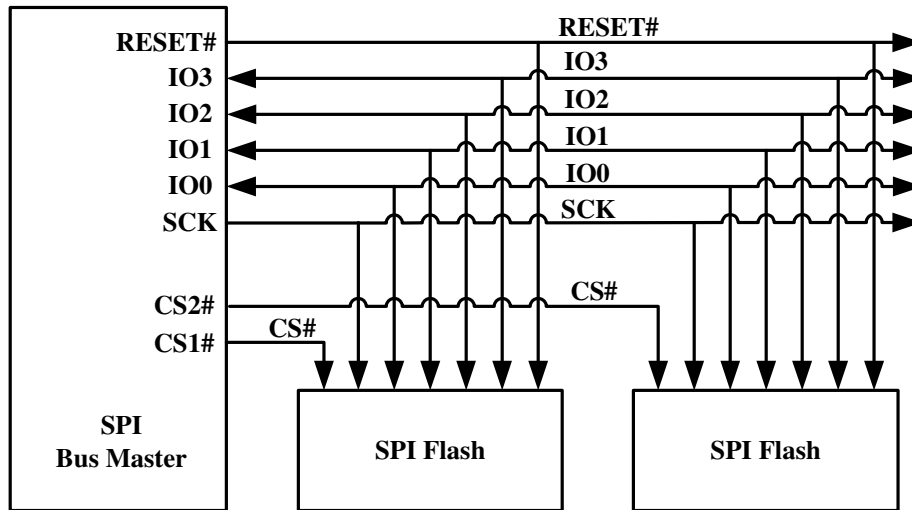 RESET#
RESET#
IO3
IO3
IO2
IO2
IO1
IO1
IO0
IO0
SCK
SCK
CS2#
CS#
CS1#
CS#
SPI
Bus Master
SPI Flash
SPI Flash